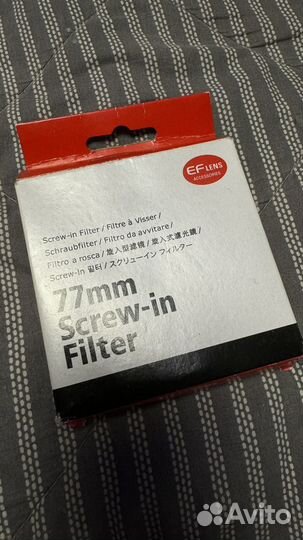 EF LENS
ACCESSORIES
Screw-in Filter / Filtre à Visser /
Schraubfilter / Filtro da avvitare /
Filtro a rosca / 旋入型滤镜 / 旋入式濾光鏡 /
Screw-in 필터 / スクリューイン フィルター
77mm
Screw-in
Filter
Avito